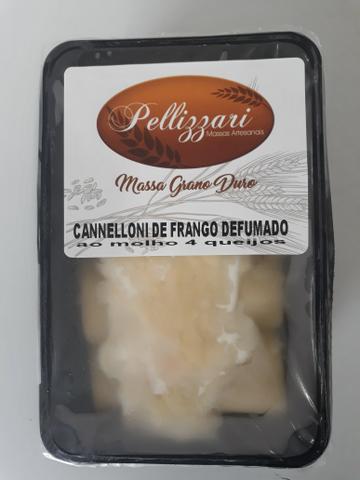 Pellizzari
Massas Artesanais
Massa Grano Duro
CANNELLONI DE FRANGO DEFUMADO
ao molho 4 queijos